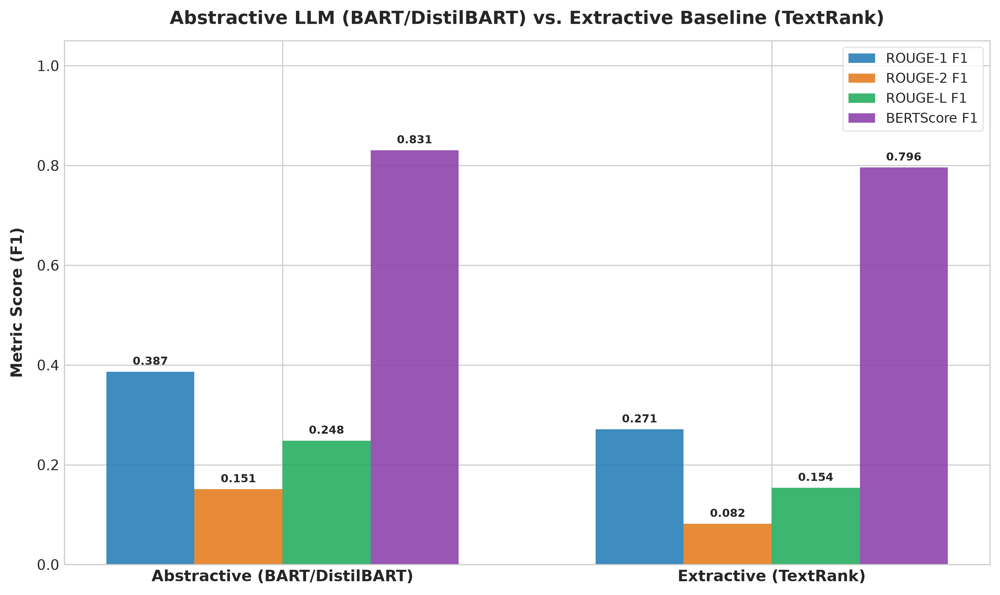 Abstractive LLM (BART/DistilBART) vs. Extractive Baseline (TextRank)
ROUGE-1 F1
ROUGE-2 F1
ROUGE-L F1
BERTScore F1
Metric Score (F1)
1.0
0.8
0.6
0.4
0.2
0.0
0.387
0.151
0.248
0.831
0.271
0.082
0.154
0.796
Abstractive (BART/DistilBART)
Extractive (TextRank)